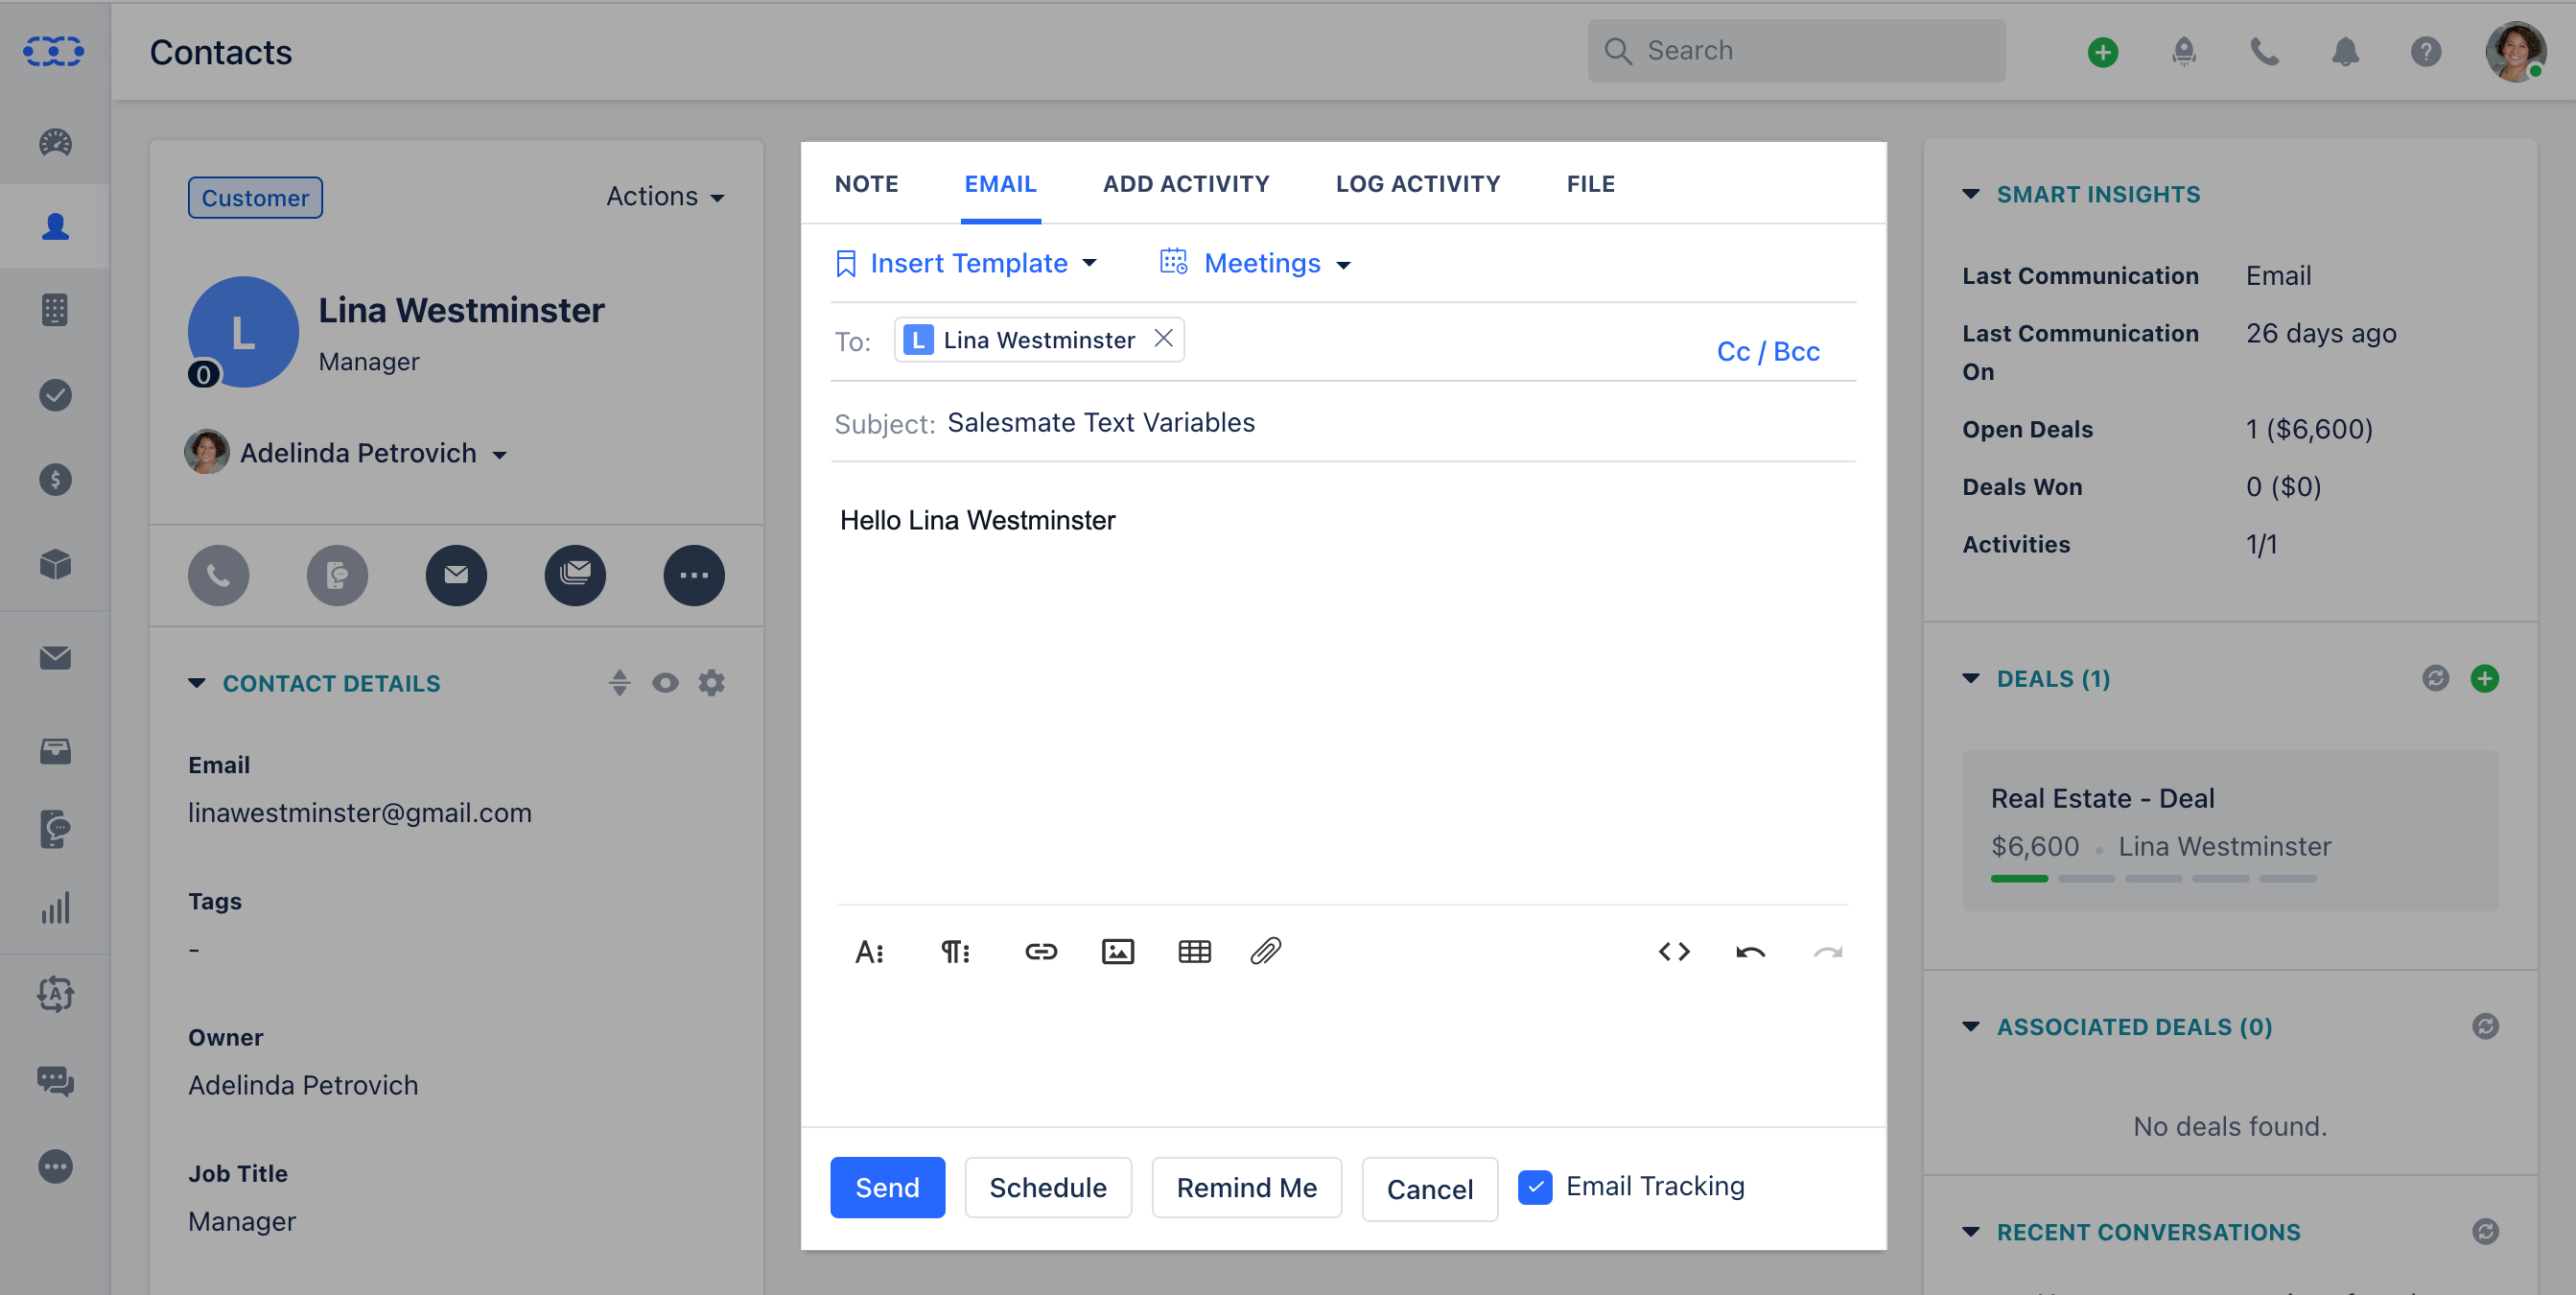 Contacts
Search
Customer
Actions
L
0
Lina Westminster
Manager
Adelinda Petrovich
CONTACT DETAILS
Email
linawestminster@gmail.com
Tags
-
Owner
Adelinda Petrovich
Job Title
Manager
NOTE EMAIL ADD ACTIVITY LOG ACTIVITY FILE
Insert Template Meetings
To: L Lina Westminster Cc / Bcc
Subject: Salesmate Text Variables
Hello Lina Westminster
Send Schedule Remind Me Cancel Email Tracking
SMART INSIGHTS
Last Communication Email
Last Communication On 26 days ago
Open Deals 1 ($6,600)
Deals Won 0 ($0)
Activities 1/1
DEALS (1)
Real Estate - Deal
$6,600 Lina Westminster
ASSOCIATED DEALS (0)
No deals found.
RECENT CONVERSATIONS